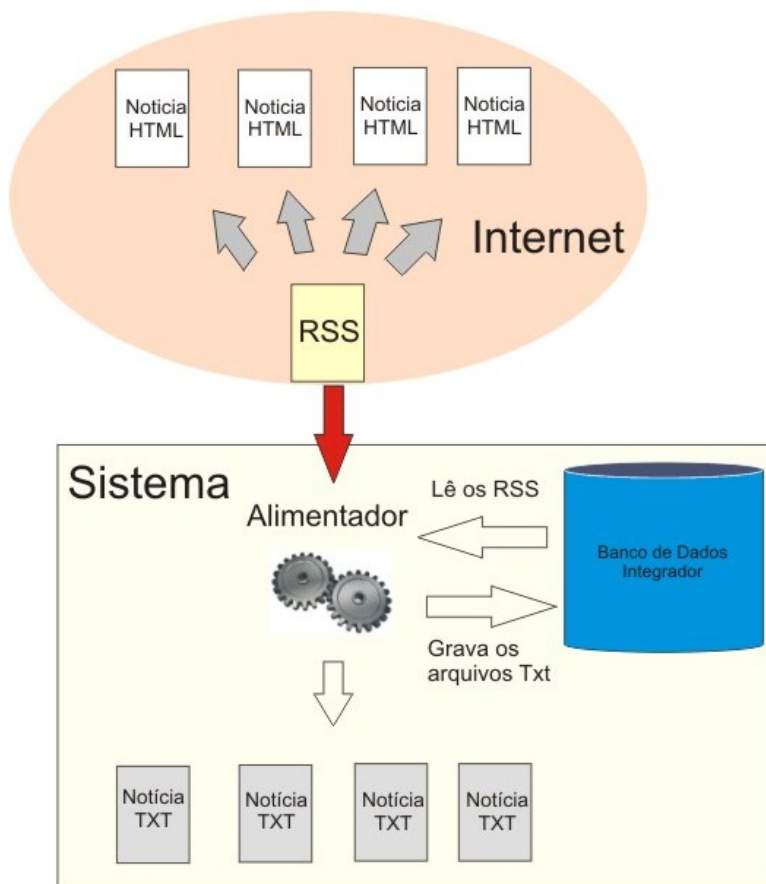 Noticia
HTML
Noticia
HTML
Noticia
HTML
Noticia
HTML
Internet
RSS
Sistema
Alimentador
Lê os RSS
Banco de Dados
Integrador
Grava os
arquivos Txt
Notícia
TXT
Notícia
TXT
Notícia
TXT
Notícia
TXT